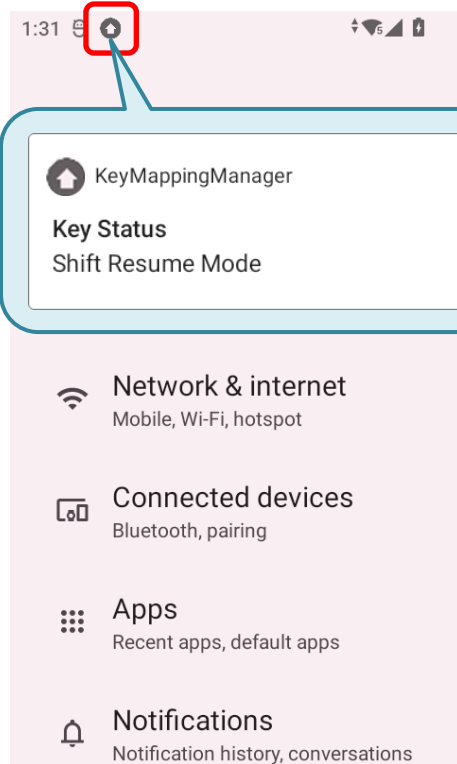 1:31
5
KeyMappingManager
Key Status
Shift Resume Mode
Network & internet
Mobile, Wi-Fi, hotspot
Connected devices
Bluetooth, pairing
Apps
Recent apps, default apps
Notifications
Notification history, conversations